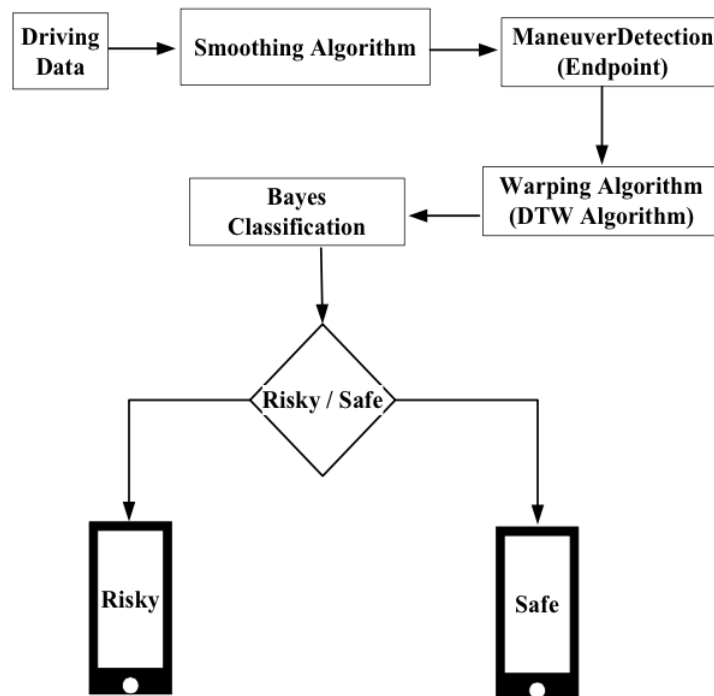 Driving
Data
Smoothing Algorithm
ManeuverDetection
(Endpoint)
Warping Algorithm
(DTW Algorithm)
Bayes
Classification
Risky / Safe
Risky
Safe